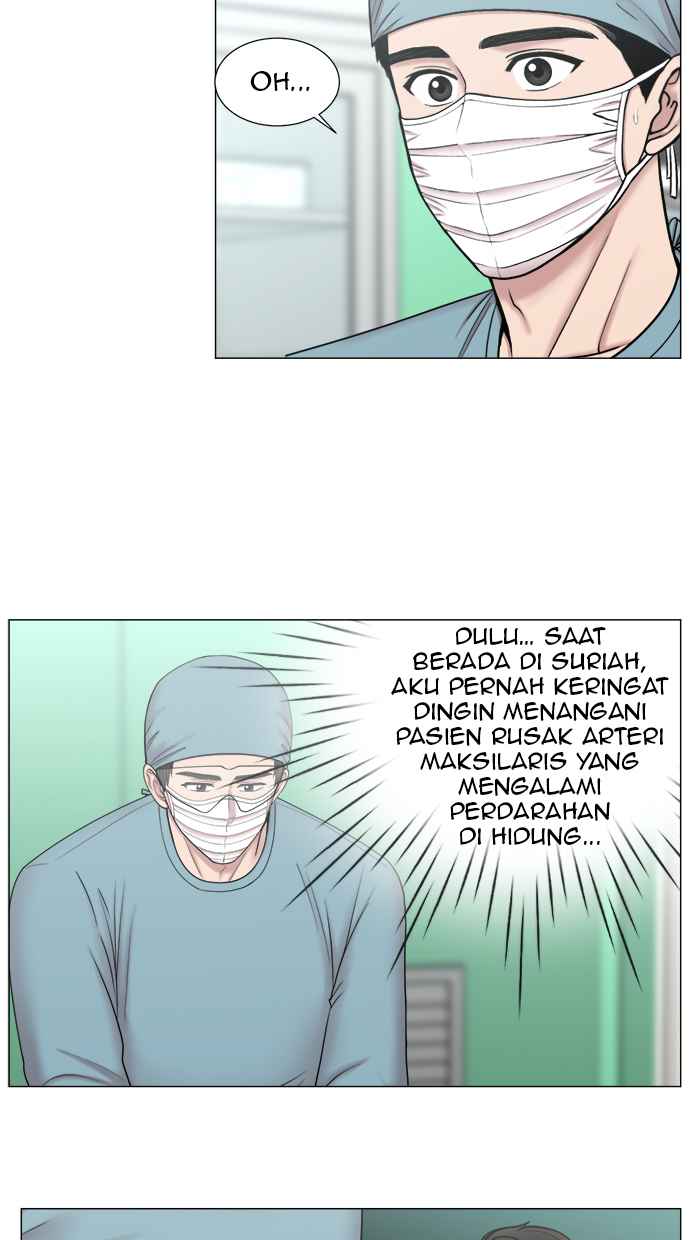 OH...
DULU... SAAT
BERADA DI SURIAH,
AKU PERNAH KERINGAT
DINGIN MENANGANI
PASIEN RUSAK ARTERI
MAKSILARIS YANG
MENGALAMI
PERDARAHAN
DI HIDUNG...